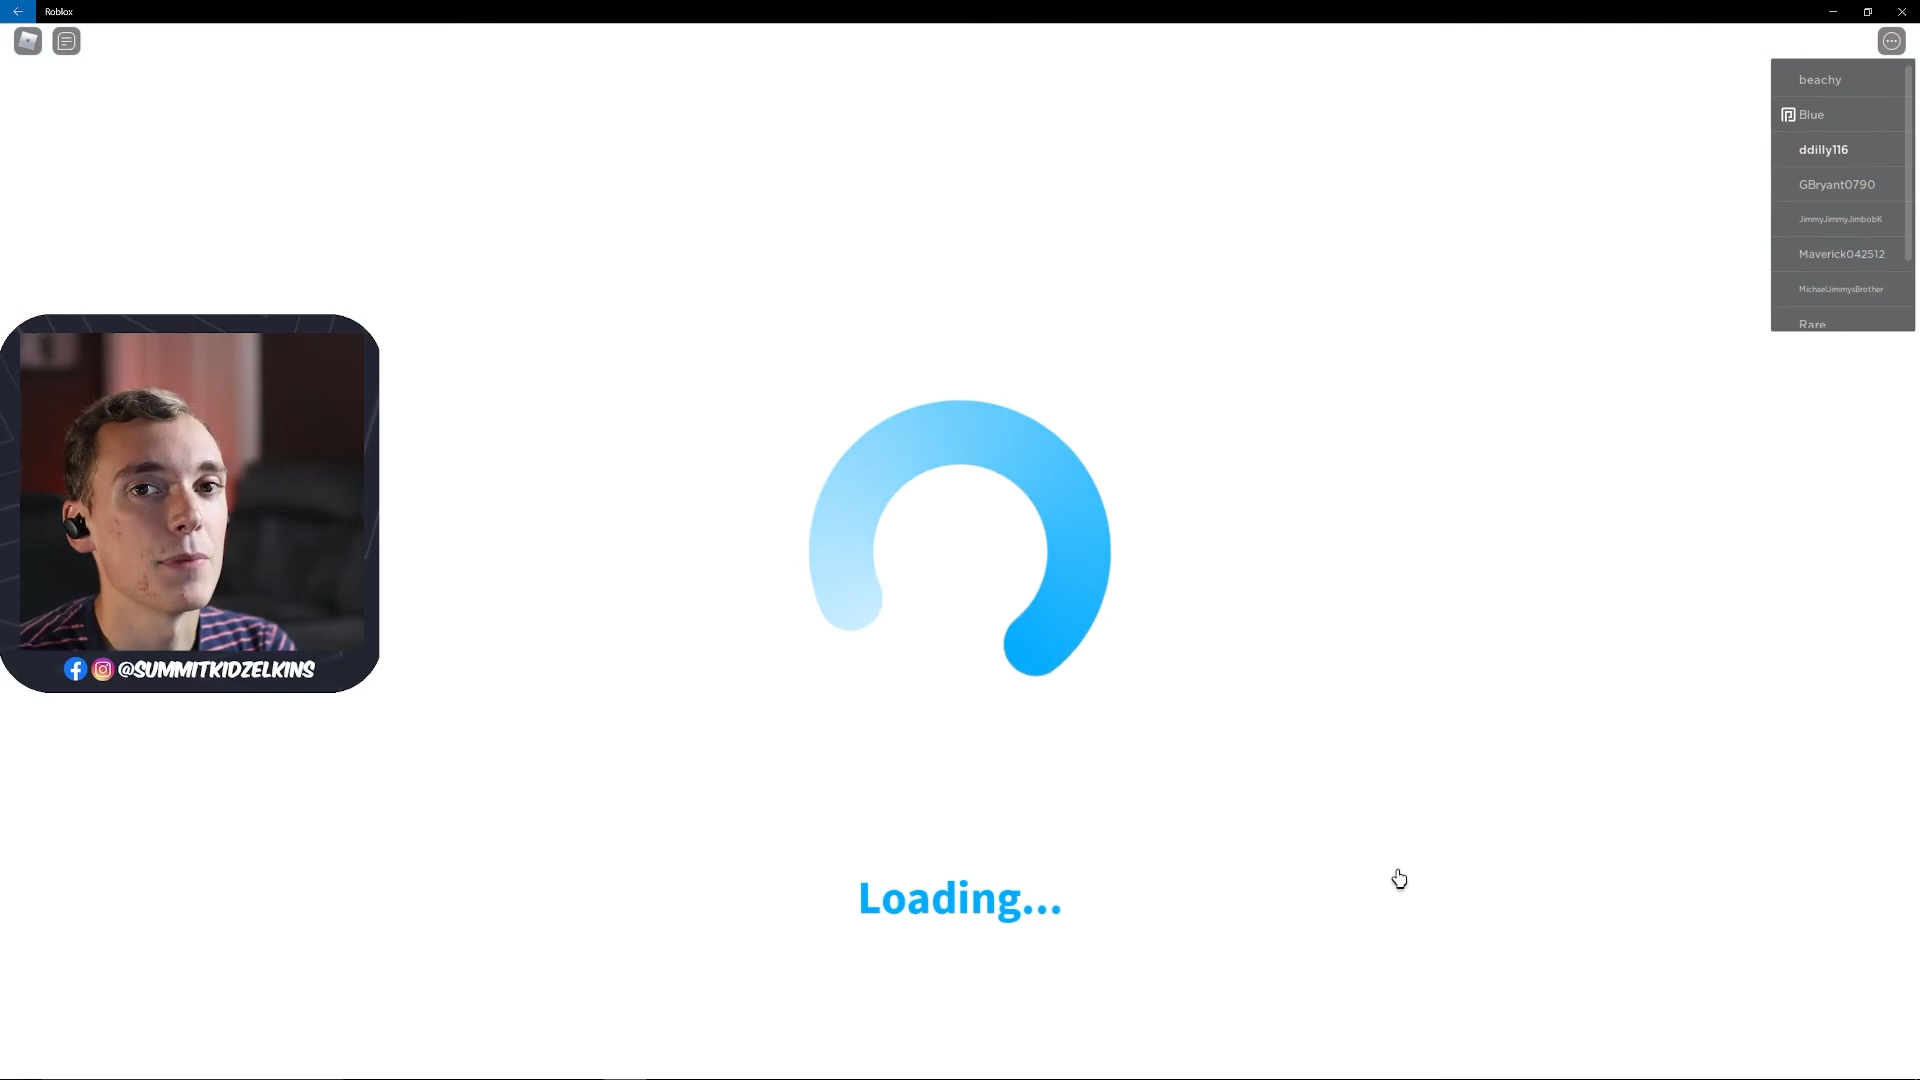 Roblox
beachy
Blue
ddilly116
GBryant0790
JimmyJimmyJimbobK
Maverick042512
MichaelJimmysBrother
Rare
@SUMMITKIDZELKINS
Loading...